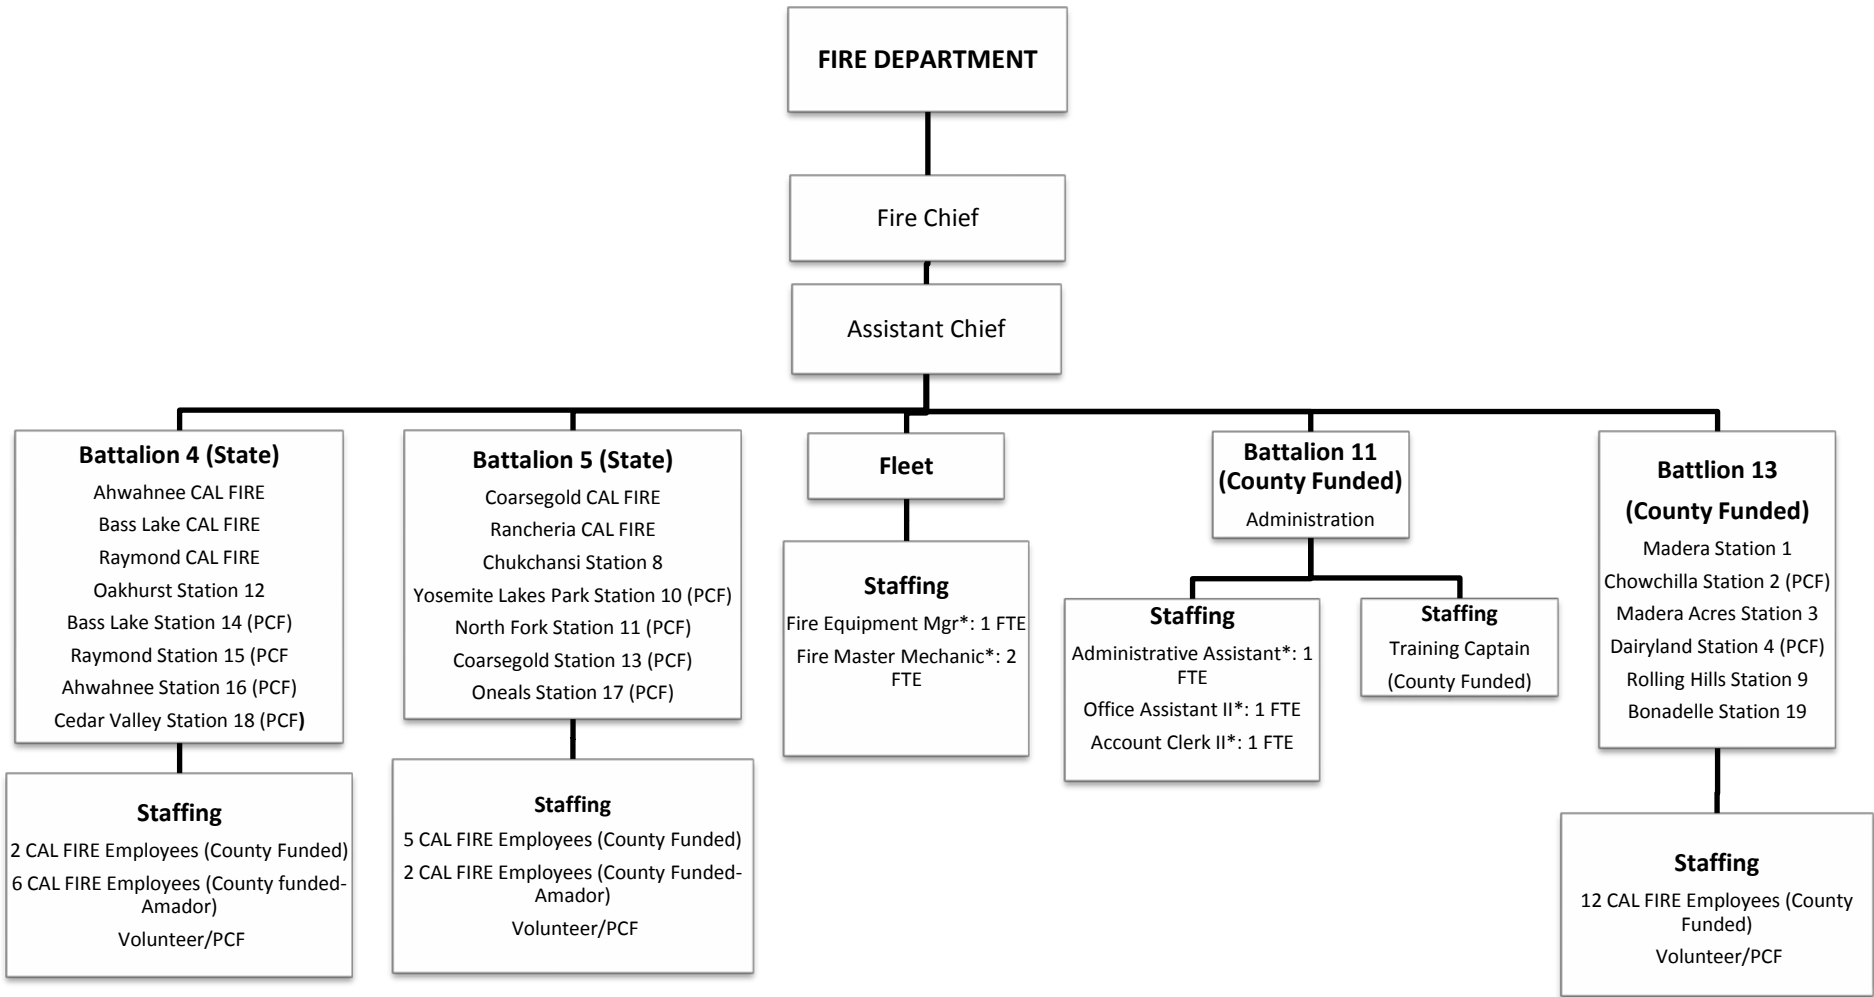 FIRE DEPARTMENT
Fire Chief
Assistant Chief
Battalion 4 (State)
Ahwahnee CAL FIRE
Bass Lake CAL FIRE
Raymond CAL FIRE
Oakhurst Station 12
Bass Lake Station 14 (PCF)
Raymond Station 15 (PCF
Ahwahnee Station 16 (PCF)
Cedar Valley Station 18 (PCF)
Staffing
2 CAL FIRE Employees (County Funded)
6 CAL FIRE Employees (County funded-
Amador)
Volunteer/PCF
Battalion 5 (State)
Coarsegold CAL FIRE
Rancheria CAL FIRE
Chukchansi Station 8
Yosemite Lakes Park Station 10 (PCF)
North Fork Station 11 (PCF)
Coarsegold Station 13 (PCF)
Oneals Station 17 (PCF)
Staffing
5 CAL FIRE Employees (County Funded)
2 CAL FIRE Employees (County Funded-
Amador)
Volunteer/PCF
Fleet
Staffing
Fire Equipment Mgr*: 1 FTE
Fire Master Mechanic*: 2
FTE
Battalion 11
(County Funded)
Administration
Staffing
Administrative Assistant*: 1
FTE
Office Assistant II*: 1 FTE
Account Clerk II*: 1 FTE
Staffing
Training Captain
(County Funded)
Battlion 13
(County Funded)
Madera Station 1
Chowchilla Station 2 (PCF)
Madera Acres Station 3
Dairyland Station 4 (PCF)
Rolling Hills Station 9
Bonadelle Station 19
Staffing
12 CAL FIRE Employees (County
Funded)
Volunteer/PCF